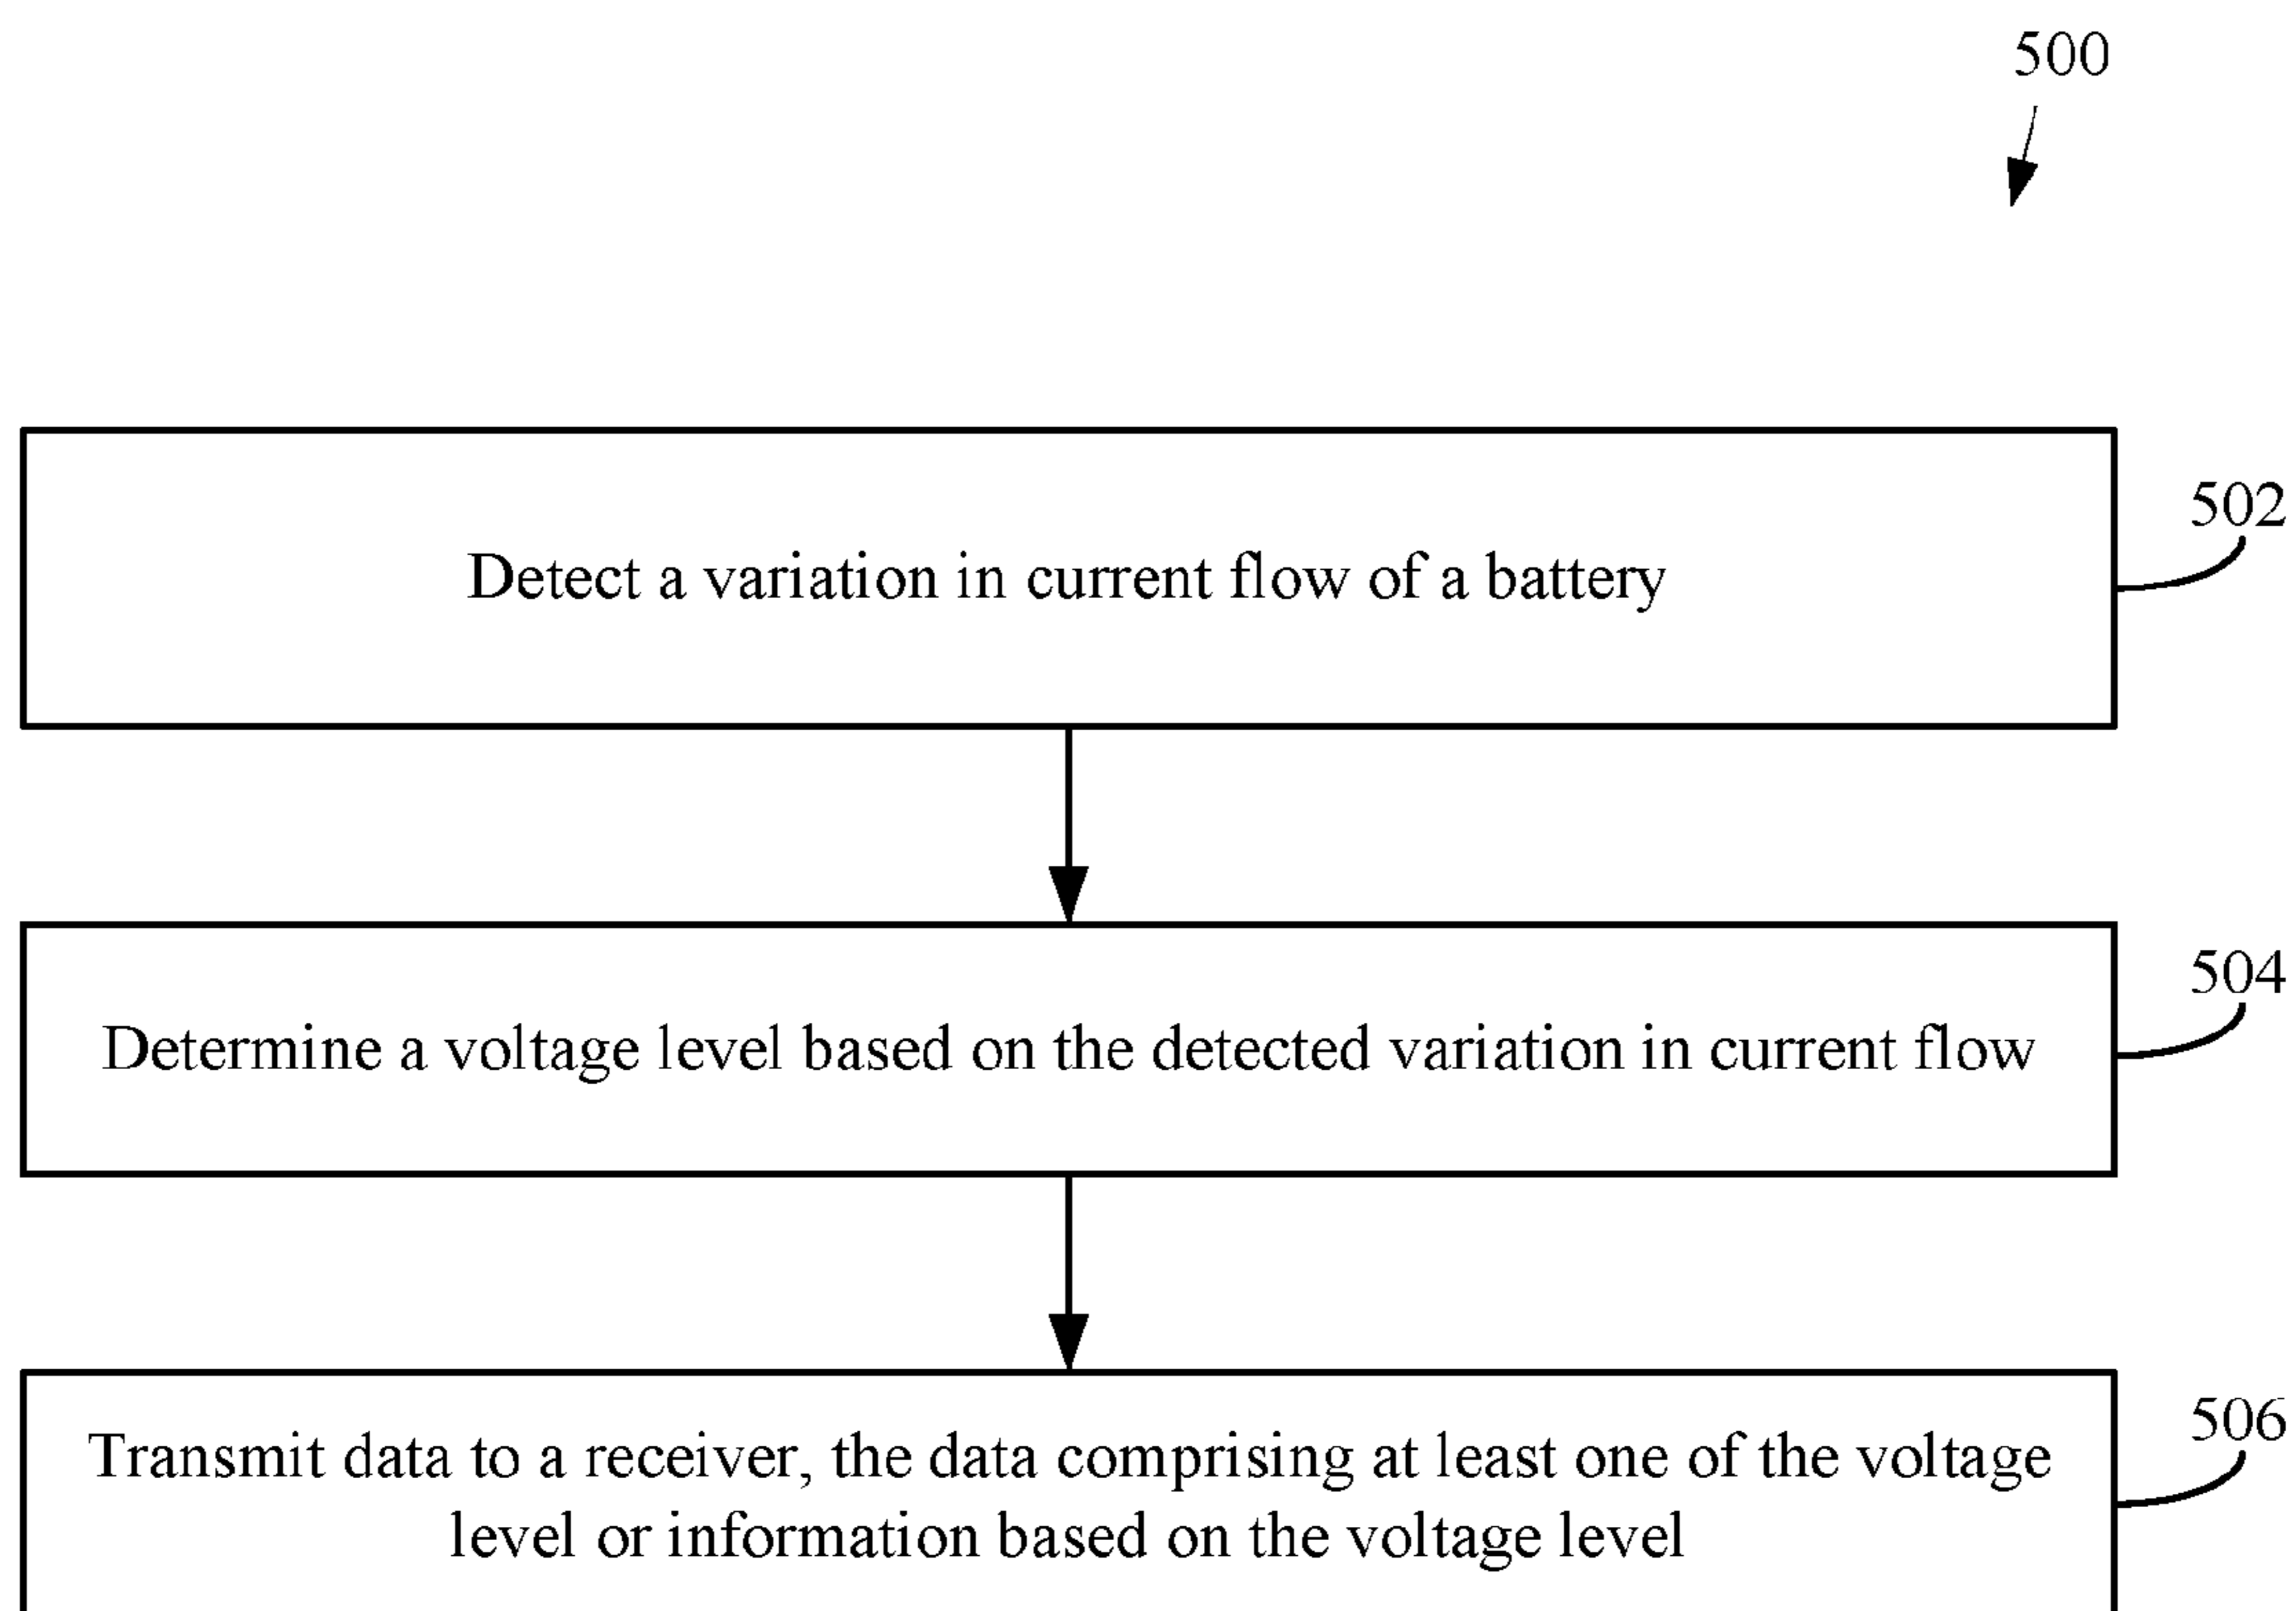 500
502
Detect a variation in current flow of a battery
504
Determine a voltage level based on the detected variation in current flow
506
Transmit data to a receiver, the data comprising at least one of the voltage
level or information based on the voltage level